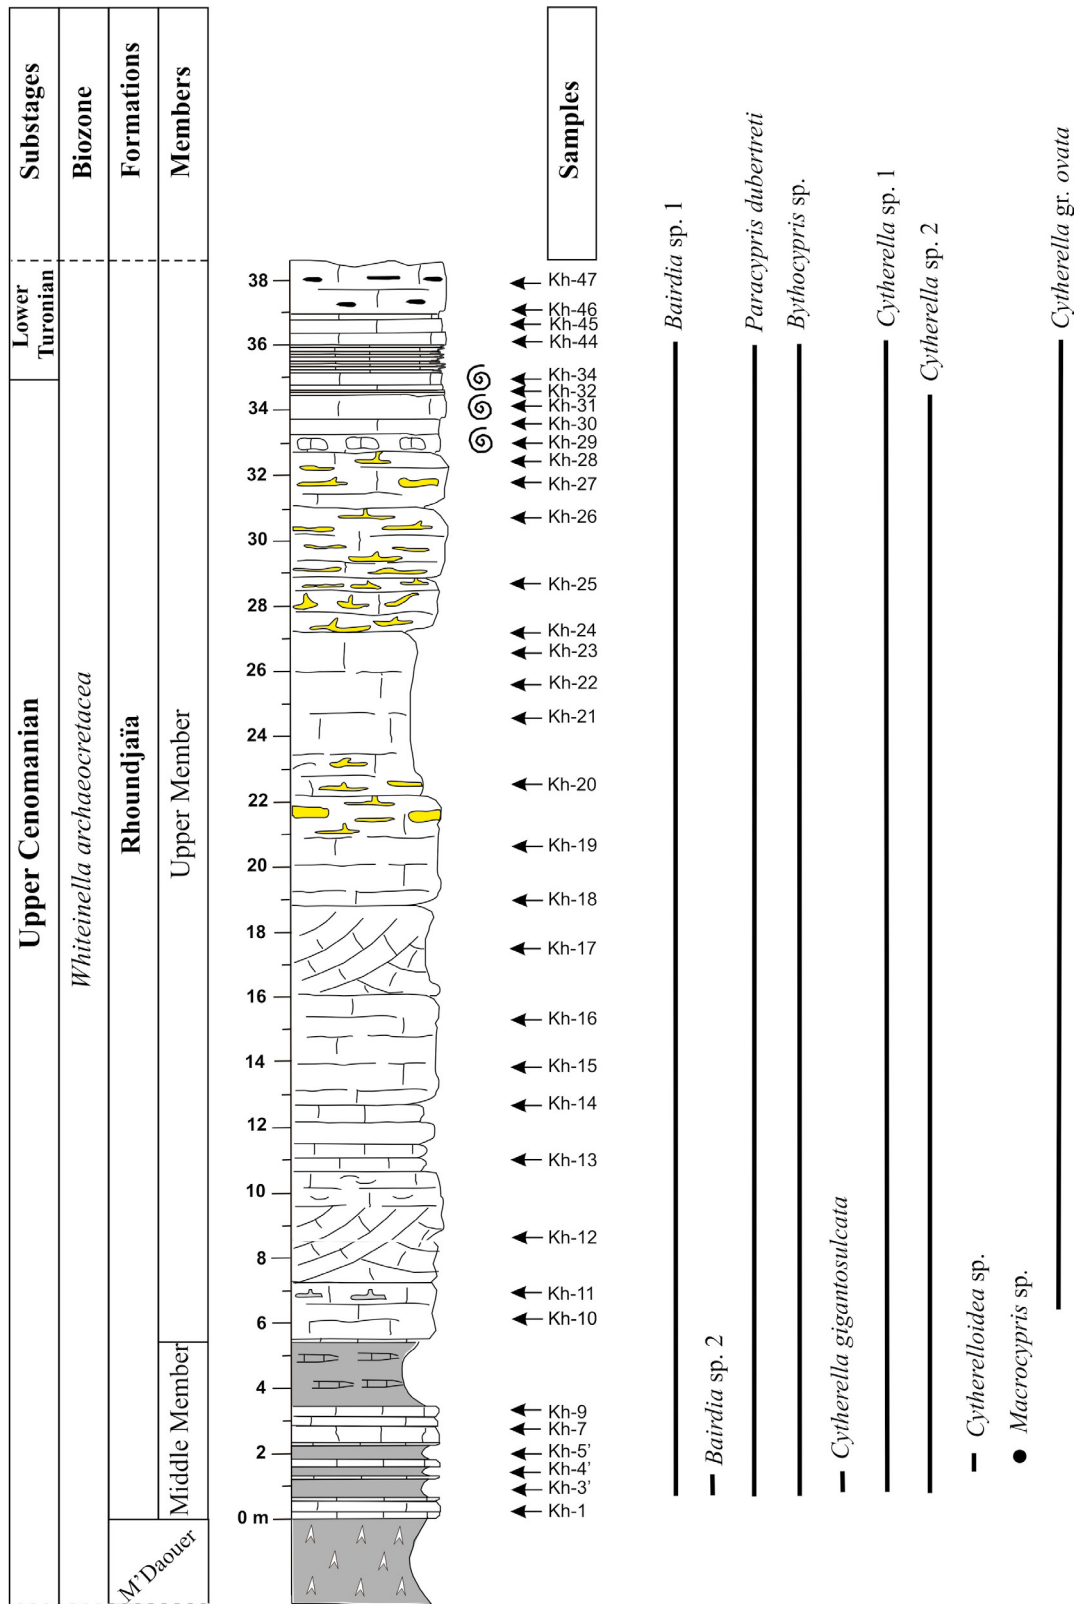 Substages
Biozone
Formations
Members
Samples
Lower
Turonian
Upper Cenomanian
Whiteinella archaeocretacea
Rhoundjaïa
Upper Member
Middle Member
M'Daouer
38
36
34
32
30
28
26
24
22
20
18
16
14
12
10
8
6
4
2
0 m
Kh-47
Kh-46
Kh-45
Kh-44
Kh-34
Kh-32
Kh-31
Kh-30
Kh-29
Kh-28
Kh-27
Kh-26
Kh-25
Kh-24
Kh-23
Kh-22
Kh-21
Kh-20
Kh-19
Kh-18
Kh-17
Kh-16
Kh-15
Kh-14
Kh-13
Kh-12
Kh-11
Kh-10
Kh-9
Kh-7
Kh-5'
Kh-4'
Kh-3'
Kh-1
Bairdia sp. 1
Bairdia sp. 2
Paracypris dubertreti
Bythocypris sp.
Cytherella gigantosulcata
Cytherella sp. 1
Cytherella sp. 2
Cytherelloidea sp.
Macrocypris sp.
Cytherella gr. ovata